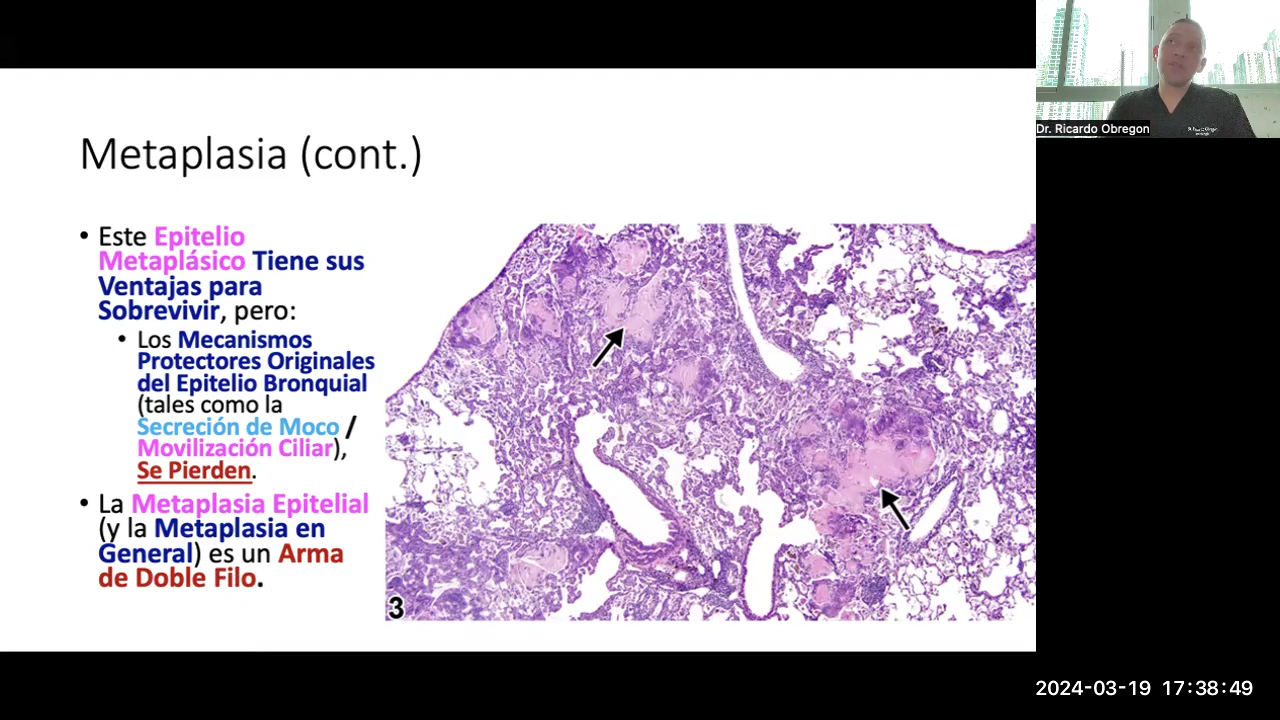 Dr. Ricardo Obregon
Metaplasia (cont.)
• Este Epitelio
Metaplásico Tiene sus
Ventajas para
Sobrevivir, pero:
• Los Mecanismos
Protectores Originales
del Epitelio Bronquial
(tales como la
Secreción de Moco /
Movilización Ciliar),
Se Pierden.
• La Metaplasia Epitelial
(y la Metaplasia en
General) es un Arma
de Doble Filo.
3
2024-03-19 17:38:49